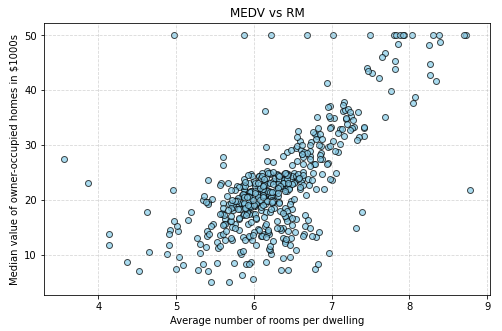 MEDV vs RM
50
40
30
20
10
4 5 6 7 8 9
Median value of owner-occupied homes in $1000s
Average number of rooms per dwelling